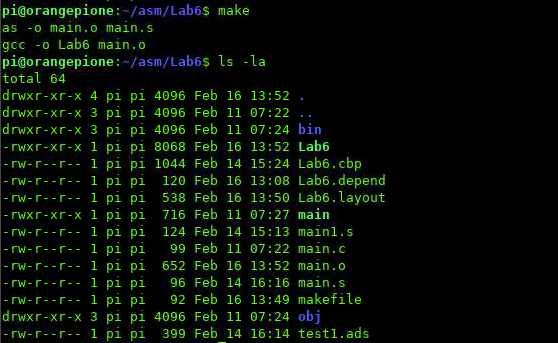 pi@orangepione:~/asm/Lab6$ make
as -o main.o main.s
gcc -o Lab6 main.o
pi@orangepione:~/asm/Lab6$ ls -la
total 64
drwxr-xr-x 4 pi pi 4096 Feb 16 13:52 .
drwxr-xr-x 3 pi pi 4096 Feb 11 07:22 ..
drwxr-xr-x 3 pi pi 4096 Feb 11 07:24 bin
-rwxr-xr-x 1 pi pi 8068 Feb 16 13:52 Lab6
-rw-r--r-- 1 pi pi 1044 Feb 14 15:24 Lab6.cbp
-rw-r--r-- 1 pi pi  120 Feb 16 13:08 Lab6.depend
-rw-r--r-- 1 pi pi  538 Feb 16 13:50 Lab6.layout
-rwxr-xr-x 1 pi pi  716 Feb 11 07:27 main
-rw-r--r-- 1 pi pi  124 Feb 14 15:13 main1.s
-rw-r--r-- 1 pi pi   99 Feb 11 07:22 main.c
-rw-r--r-- 1 pi pi  652 Feb 16 13:52 main.o
-rw-r--r-- 1 pi pi   96 Feb 14 16:16 main.s
-rw-r--r-- 1 pi pi   92 Feb 16 13:49 makefile
drwxr-xr-x 3 pi pi 4096 Feb 11 07:24 obj
-rw-r--r-- 1 pi pi  399 Feb 14 16:14 test1.ads